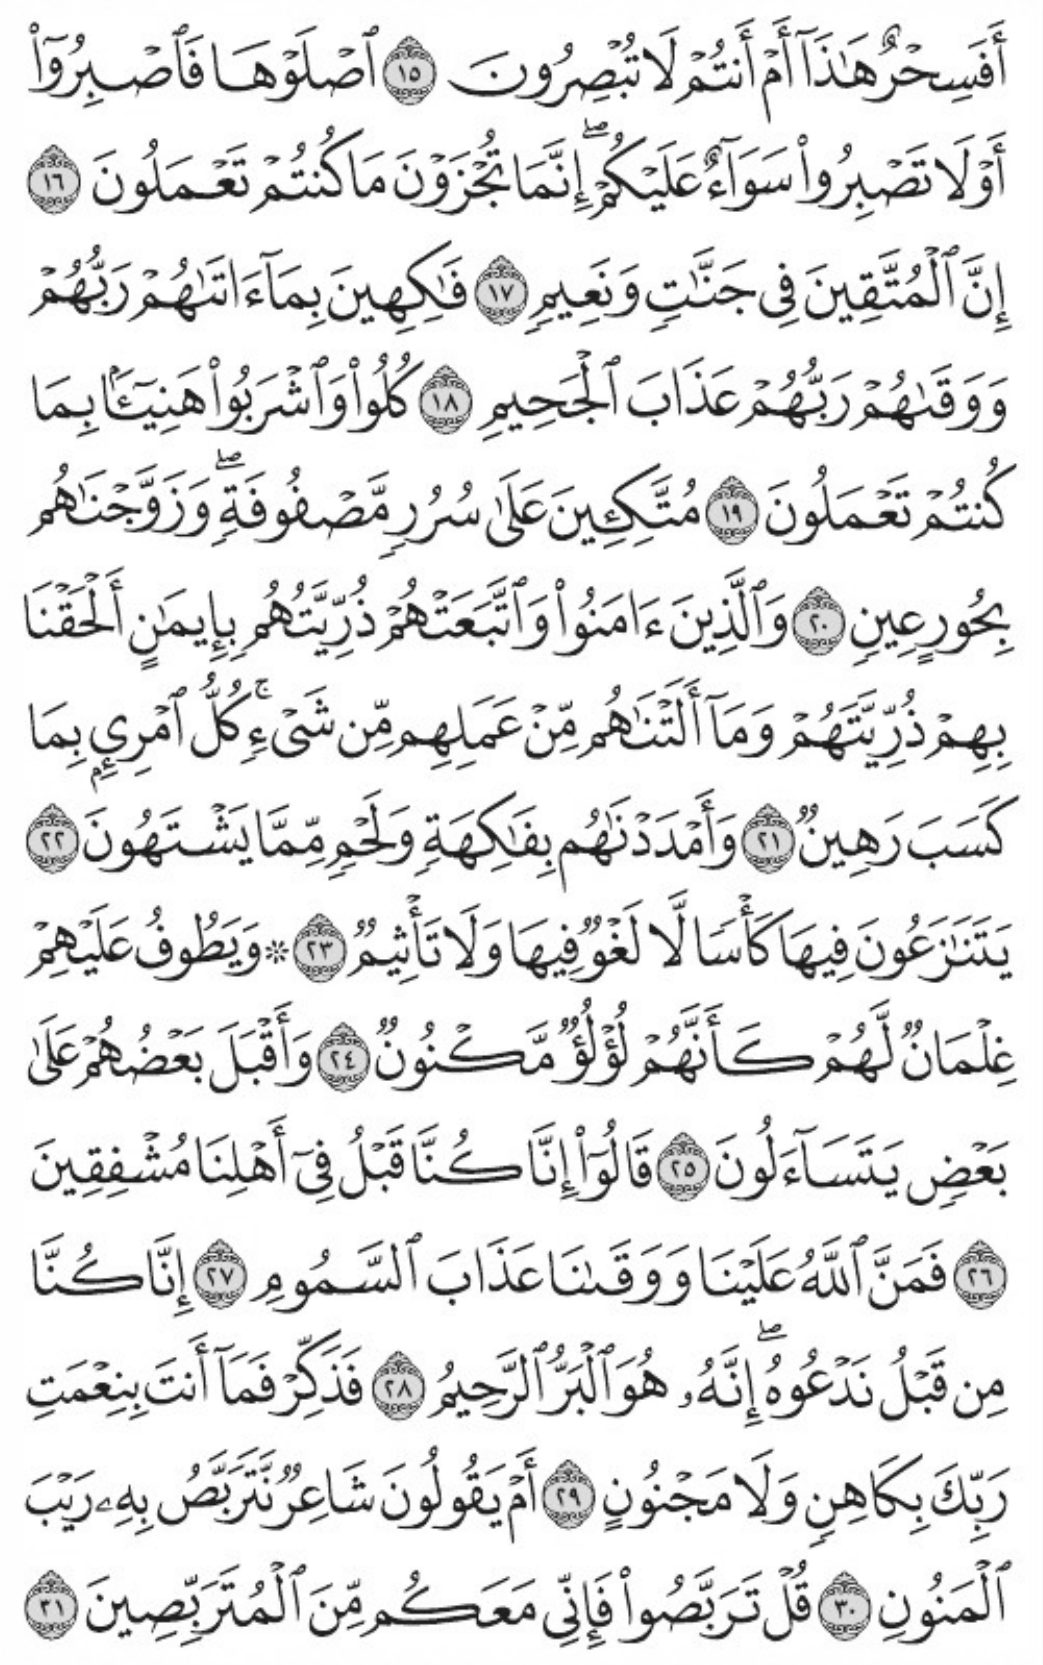 أَفَسِحْرٌ هَٰذَآ أَمْ أَنتُمْ لَا تُبْصِرُونَ ١٥ ٱصْلَوْهَا فَٱصْبِرُوٓا۟
أَوْ لَا تَصْبِرُوا۟ سَوَآءٌ عَلَيْكُمْ ۖ إِنَّمَا تُجْزَوْنَ مَا كُنتُمْ تَعْمَلُونَ ١٦
إِنَّ ٱلْمُتَّقِينَ فِى جَنَّٰتٍ وَنَعِيمٍ ١٧ فَٰكِهِينَ بِمَآ ءَاتَىٰهُمْ رَبُّهُمْ
وَوَقَىٰهُمْ رَبُّهُمْ عَذَابَ ٱلْجَحِيمِ ١٨ كُلُوا۟ وَٱشْرَبُوا۟ هَنِيٓـًٔۢا بِمَا
كُنتُمْ تَعْمَلُونَ ١٩ مُتَّكِـِٔينَ عَلَىٰ سُرُرٍ مَّصْفُوفَةٍ ۖ وَزَوَّجْنَٰهُم
بِحُورٍ عِينٍ ٢٠ وَٱلَّذِينَ ءَامَنُوا۟ وَٱتَّبَعَتْهُمْ ذُرِّيَّتُهُم بِإِيمَٰنٍ أَلْحَقْنَا
بِهِمْ ذُرِّيَّتَهُمْ وَمَآ أَلَتْنَٰهُم مِّنْ عَمَلِهِم مِّن شَىْءٍ ۚ كُلُّ ٱمْرِئٍۭ بِمَا
كَسَبَ رَهِينٌ ٢١ وَأَمْدَدْنَٰهُم بِفَٰكِهَةٍ وَلَحْمٍ مِّمَّا يَشْتَهُونَ ٢٢
يَتَنَٰزَعُونَ فِيهَا كَأْسًا لَّا لَغْوٌ فِيهَا وَلَا تَأْثِيمٌ ٢٣ ۞ وَيَطُوفُ عَلَيْهِمْ
غِلْمَانٌ لَّهُمْ كَأَنَّهُمْ لُؤْلُؤٌ مَّكْنُونٌ ٢٤ وَأَقْبَلَ بَعْضُهُمْ عَلَىٰ
بَعْضٍ يَتَسَآءَلُونَ ٢٥ قَالُوٓا۟ إِنَّا كُنَّا قَبْلُ فِىٓ أَهْلِنَا مُشْفِقِينَ
٢٦ فَمَنَّ ٱللَّهُ عَلَيْنَا وَوَقَىٰنَا عَذَابَ ٱلسَّمُومِ ٢٧ إِنَّا كُنَّا
مِن قَبْلُ نَدْعُوهُ ۖ إِنَّهُۥ هُوَ ٱلْبَرُّ ٱلرَّحِيمُ ٢٨ فَذَكِّرْ فَمَآ أَنتَ بِنِعْمَتِ
رَبِّكَ بِكَاهِنٍ وَلَا مَجْنُونٍ ٢٩ أَمْ يَقُولُونَ شَاعِرٌ نَّتَرَبَّصُ بِهِۦ رَيْبَ
ٱلْمَنُونِ ٣٠ قُلْ تَرَبَّصُوا۟ فَإِنِّى مَعَكُم مِّنَ ٱلْمُتَرَبِّصِينَ ٣١